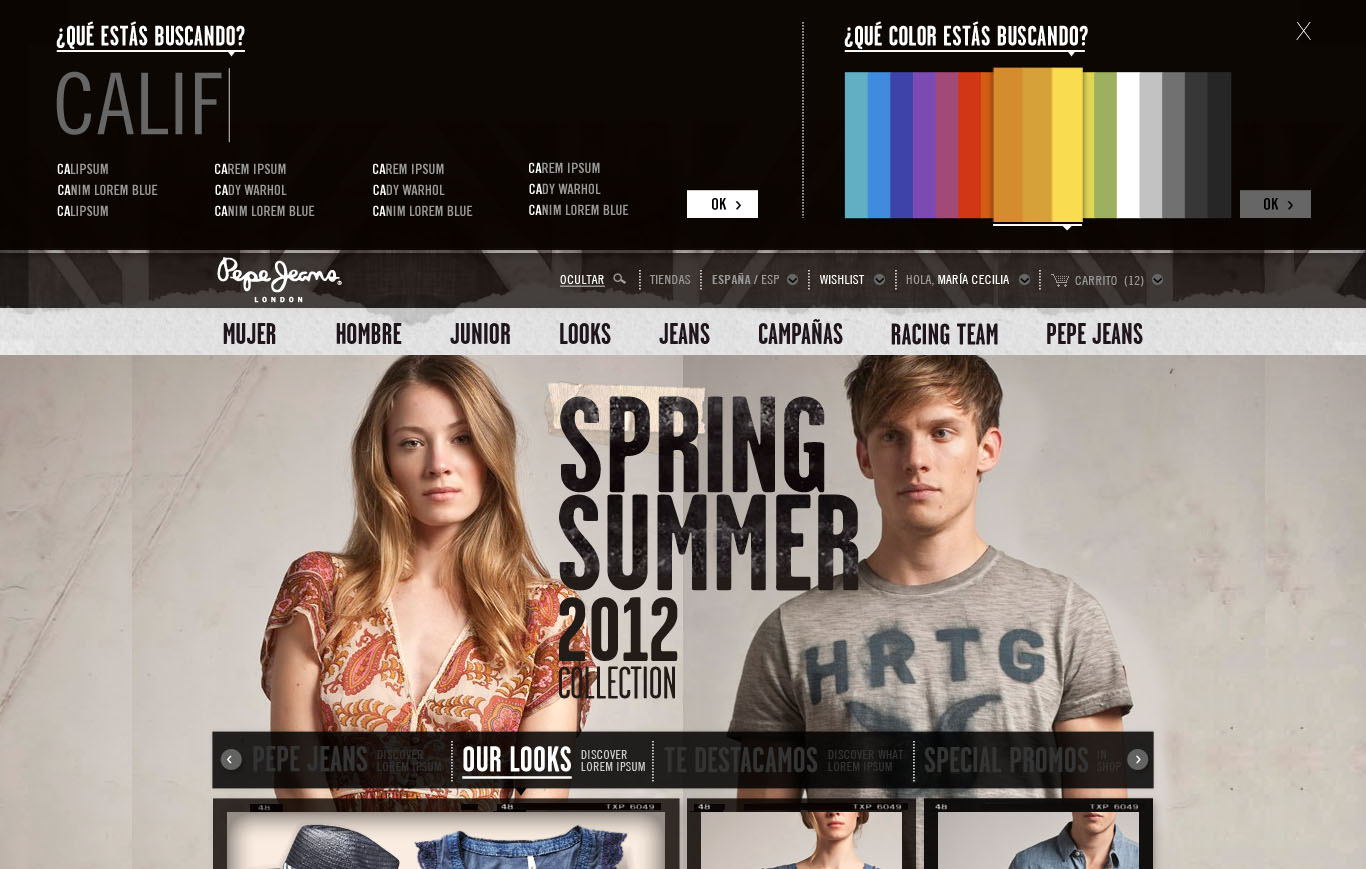 ¿QUÉ ESTÁS BUSCANDO?
CALIF
CALIPSUM
CANIM LOREM BLUE
CALIPSUM
CAREM IPSUM
CADY WARHOL
CANIM LOREM BLUE
CAREM IPSUM
CADY WARHOL
CANIM LOREM BLUE
CAREM IPSUM
CADY WARHOL
CANIM LOREM BLUE
OK >
¿QUÉ COLOR ESTÁS BUSCANDO?
X
OK >
Pepe Jeans
LONDON
OCULTAR TIENDAS ESPAÑA / ESP WISHLIST HOLA, MARÍA CECILIA CARRITO (12)
MUJER HOMBRE JUNIOR LOOKS JEANS CAMPAÑAS RACING TEAM PEPE JEANS
SPRING
SUMMER
2012
COLLECTION
HRTG
PEPE JEANS
DISCOVER
LOREM IPSUM
OUR LOOKS
DISCOVER
LOREM IPSUM
TE DESTACAMOS
DISCOVER WHAT
LOREM IPSUM
SPECIAL PROMOS
IN
SHOP
48 48 TXP 6049 48 TXP 6049 48 TXP 6049